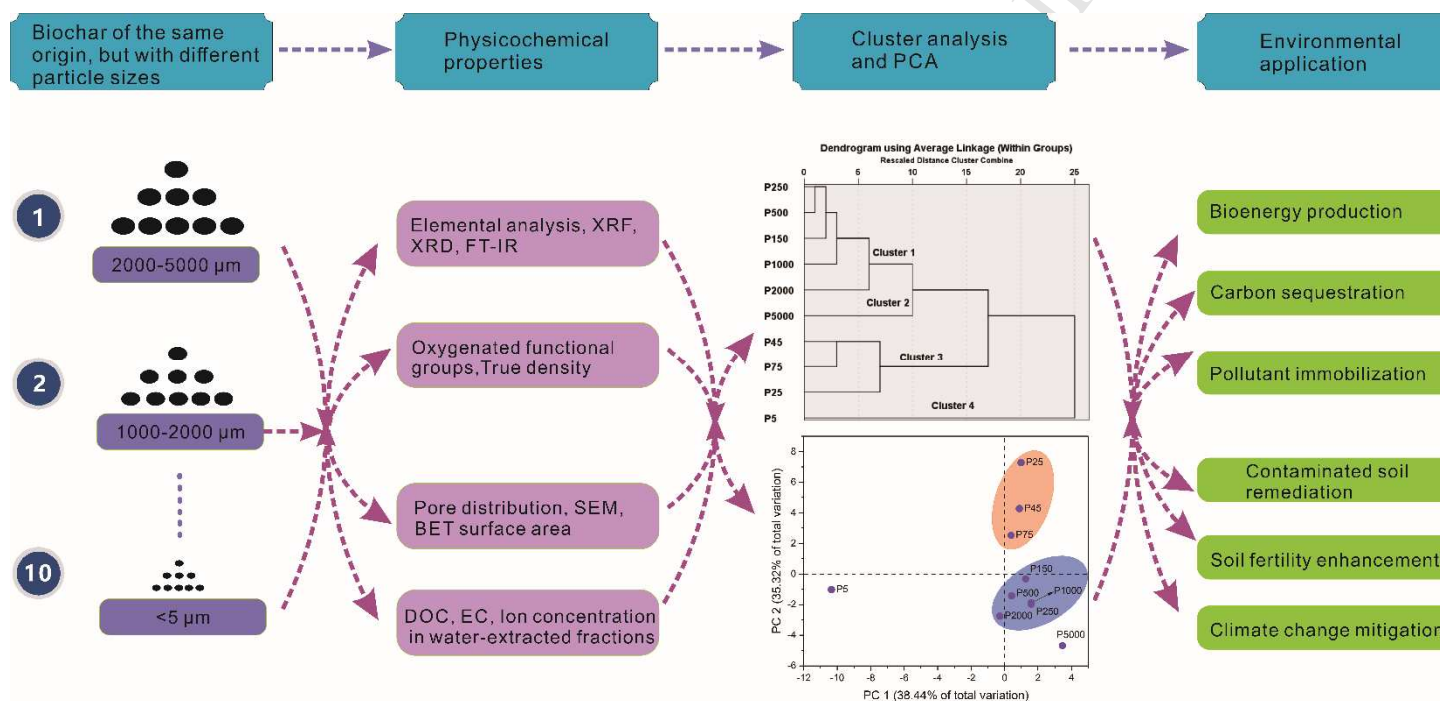 Biochar of the same
origin, but with different
particle sizes
Physicochemical
properties
Cluster analysis
and PCA
Environmental
application
1
2000-5000 µm
2
1000-2000 µm
10
<5 µm
Elemental analysis, XRF,
XRD, FT-IR
Oxygenated functional
groups,True density
Pore distribution, SEM,
BET surface area
DOC, EC, Ion concentration
in water-extracted fractions
Dendrogram using Average Linkage (Within Groups)
Rescaled Distance Cluster Combine
0 5 10 15 20 25
P250
P500
P150
P1000
P2000
P5000
P45
P75
P25
P5
Cluster 1
Cluster 2
Cluster 3
Cluster 4
PC 2 (35.32% of total variation)
8
6
4
2
0
-2
-4
-6
P25
P45
P75
P150
P500
P1000
P250
P2000
P5
P5000
-12 -10 -8 -6 -4 -2 0 2 4
PC 1 (38.44% of total variation)
Bioenergy production
Carbon sequestration
Pollutant immobilization
Contaminated soil
remediation
Soil fertility enhancement
Climate change mitigation